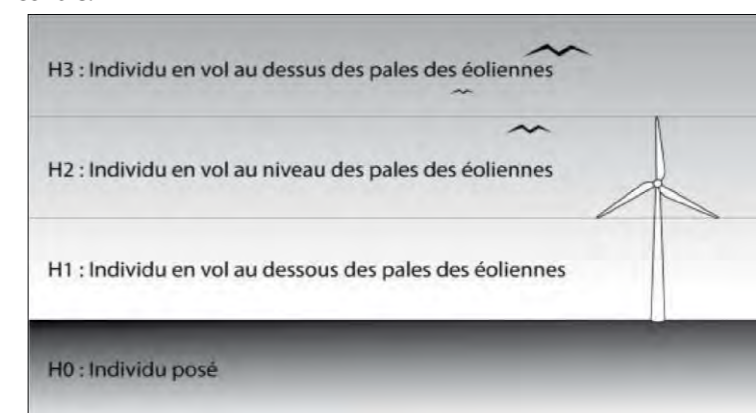 H3 : Individu en vol au dessus des pales des éoliennes
H2 : Individu en vol au niveau des pales des éoliennes
H1 : Individu en vol au dessous des pales des éoliennes
H0 : Individu posé